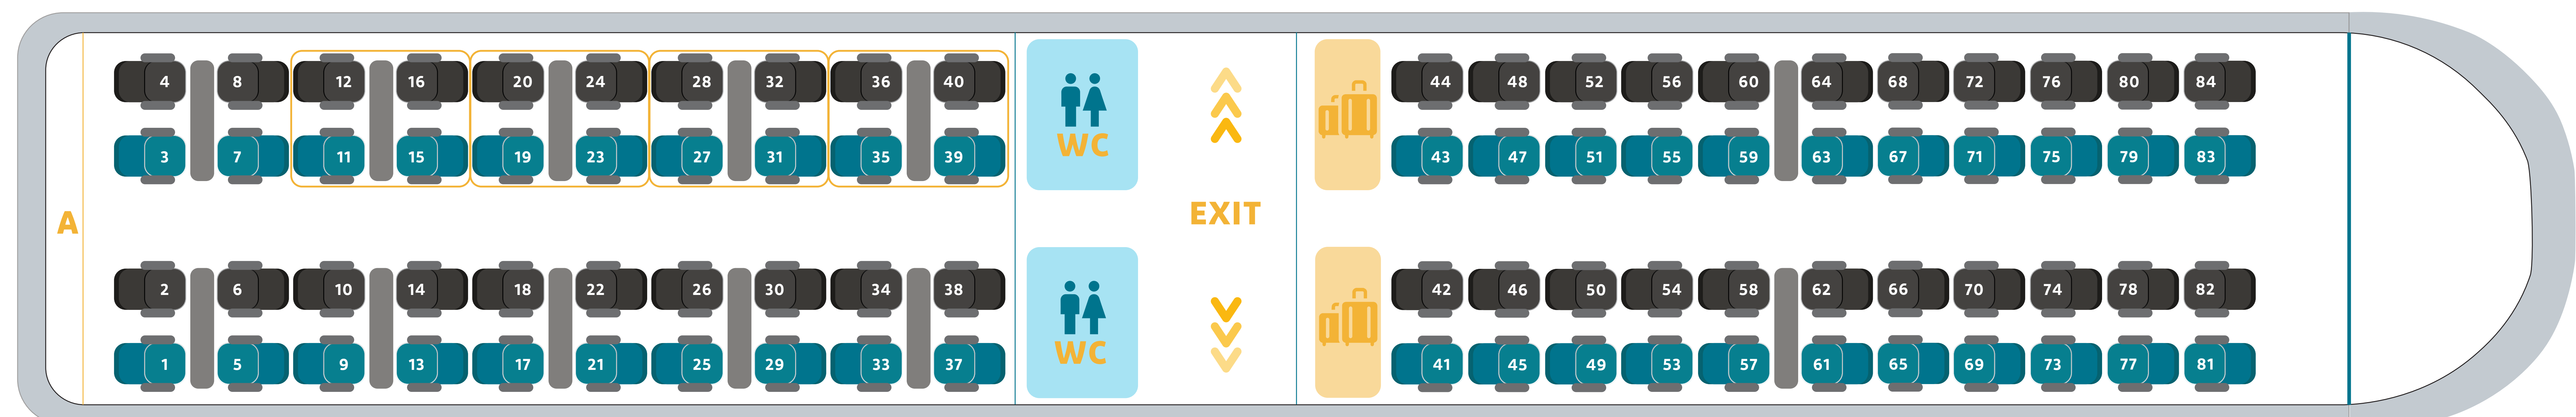 4 8 12 16 20 24 28 32 36 40 44 48 52 56 60 64 68 72 76 80 84
WC
3 7 11 15 19 23 27 31 35 39 43 47 51 55 59 63 67 71 75 79 83
A
EXIT
2 6 10 14 18 22 26 30 34 38 42 46 50 54 58 62 66 70 74 78 82
WC
1 5 9 13 17 21 25 29 33 37 41 45 49 53 57 61 65 69 73 77 81